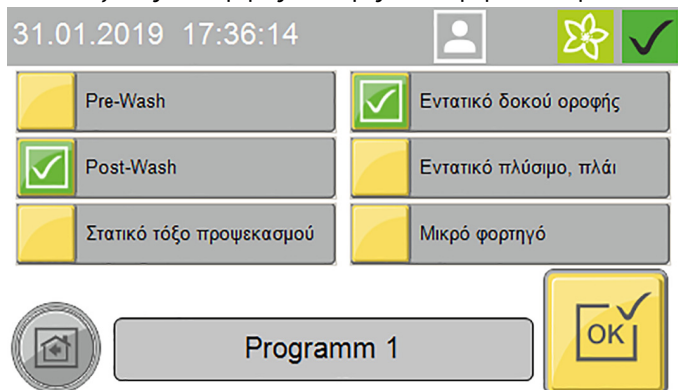 31.01.2019 17:36:14
Pre-Wash
Εντατικό δοκού οροφής
Post-Wash
Εντατικό πλύσιμο, πλάι
Στατικό τόξο προψεκασμού
Μικρό φορτηγό
Programm 1
OK